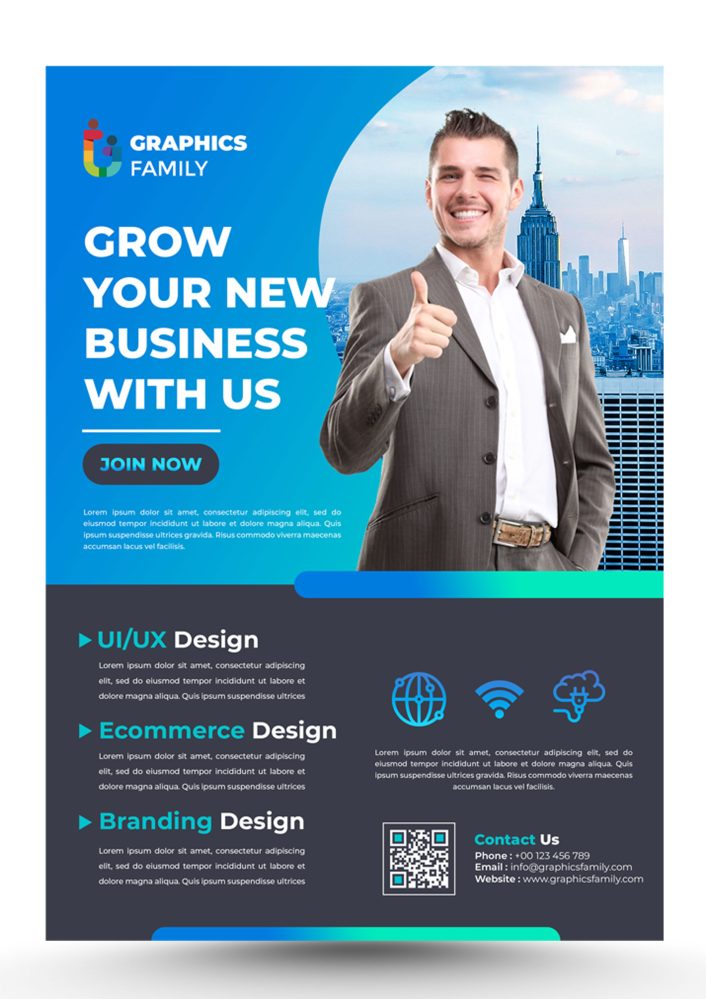 GRAPHICS
FAMILY
GROW
YOUR NEW
BUSINESS
WITH US
JOIN NOW
Lorem ipsum dolor sit amet, consectetur adipiscing elit, sed do
eiusmod tempor incididunt ut labore et dolore magna aliqua. Quis
ipsum suspendisse ultrices gravida. Risus commodo viverra maecenas
accumsan lacus vel facilisis.
UI/UX Design
Lorem ipsum dolor sit amet, consectetur adipiscing
elit, sed do eiusmod tempor incididunt ut labore et
dolore magna aliqua. Quis ipsum suspendisse ultrices
Ecommerce Design
Lorem ipsum dolor sit amet, consectetur adipiscing
elit, sed do eiusmod tempor incididunt ut labore et
dolore magna aliqua. Quis ipsum suspendisse ultrices
Branding Design
Lorem ipsum dolor sit amet, consectetur adipiscing
elit, sed do eiusmod tempor incididunt ut labore et
dolore magna aliqua. Quis ipsum suspendisse ultrices
Lorem ipsum dolor sit amet, consectetur adipiscing elit, sed do
eiusmod tempor incididunt ut labore et dolore magna aliqua. Quis
ipsum suspendisse ultrices gravida. Risus commodo viverra maecenas
accumsan lacus vel facilisis.
Contact Us
Phone : +00 123 456 789
Email : info@graphicsfamily.com
Website : www.graphicsfamily.com